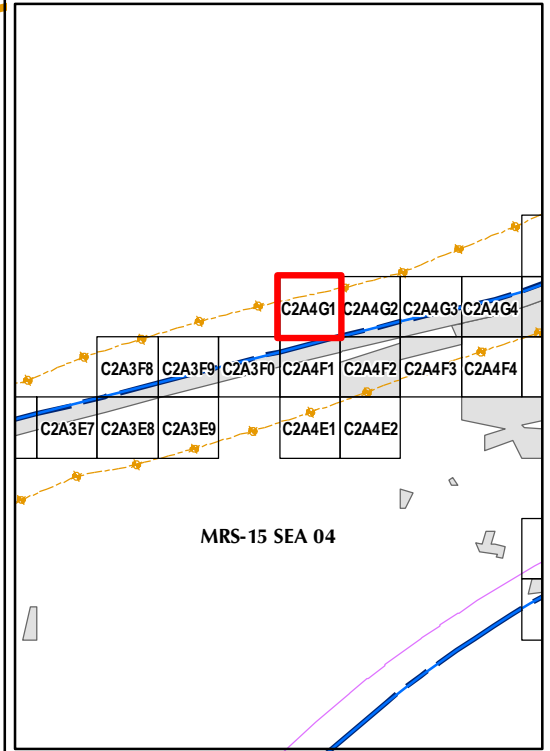 C2A4G1 C2A4G2 C2A4G3 C2A4G4
C2A3F8 C2A3F9 C2A3F0 C2A4F1 C2A4F2 C2A4F3 C2A4F4
C2A3E7 C2A3E8 C2A3E9 C2A4E1 C2A4E2
MRS-15 SEA 04